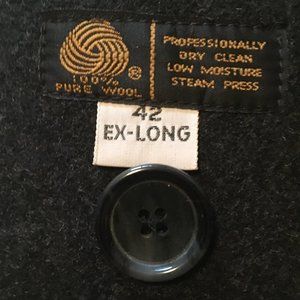 100%
PURE WOOL
®
PROFESSIONALLY
DRY CLEAN
LOW MOISTURE
STEAM PRESS
42
EX-LONG